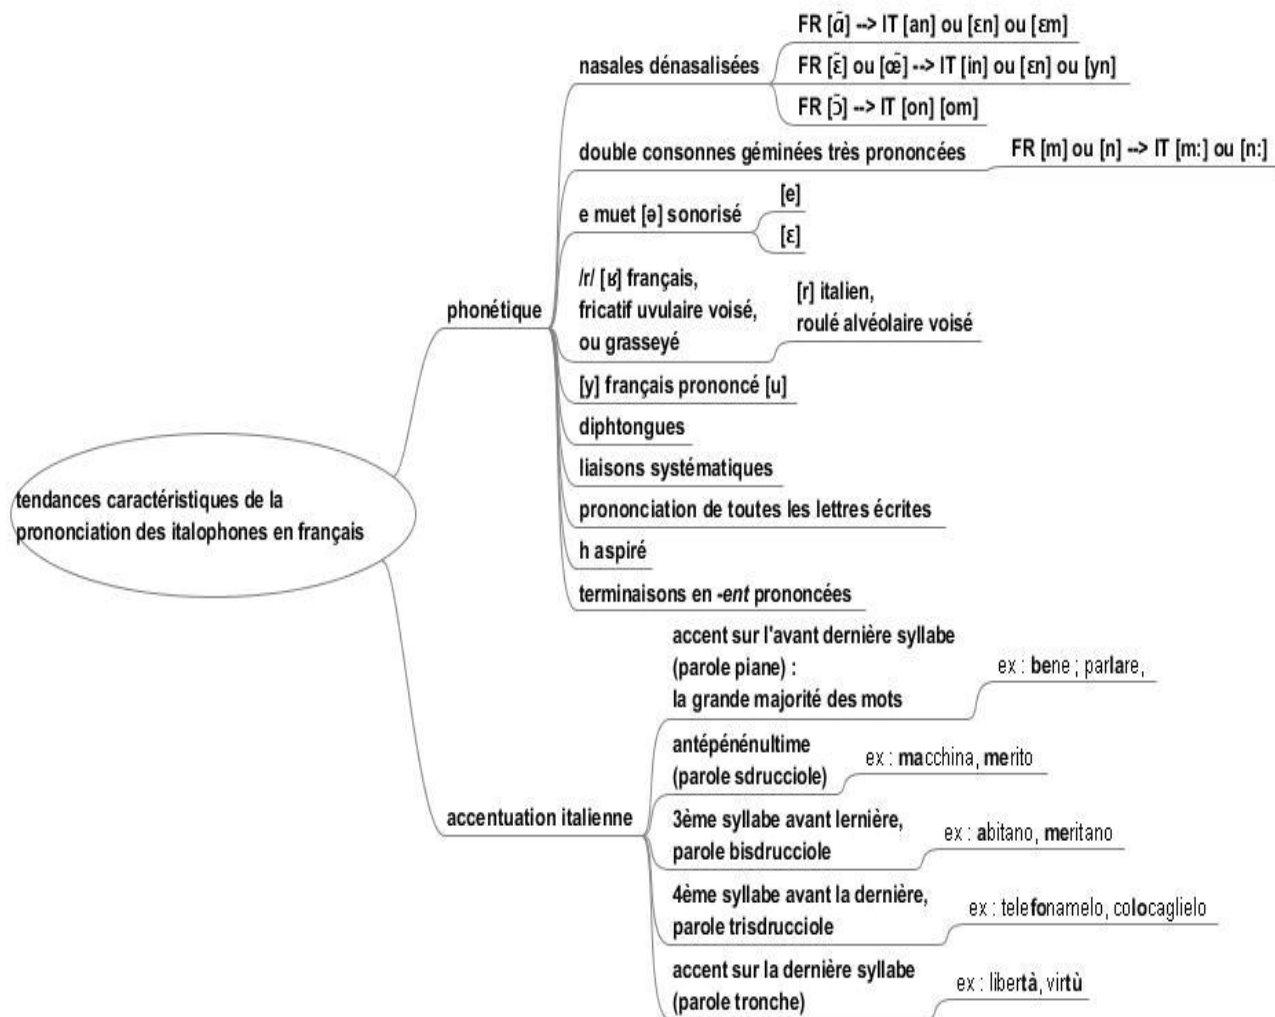 tendances caractéristiques de la
prononciation des italophones en français
phonétique
nasales dénasalisées
FR [ɑ̃] --> IT [an] ou [ɛn] ou [ɛm]
FR [ɛ̃] ou [œ̃] --> IT [in] ou [ɛn] ou [yn]
FR [ɔ̃] --> IT [on] [om]
double consonnes géminées très prononcées
FR [m] ou [n] --> IT [m:] ou [n:]
e muet [ə] sonorisé
[e]
[ɛ]
/r/ [ʁ] français,
fricatif uvulaire voisé,
ou grasseyé
[r] italien,
roulé alvéolaire voisé
[y] français prononcé [u]
diphtongues
liaisons systématiques
prononciation de toutes les lettres écrites
h aspiré
terminaisons en -ent prononcées
accentuation italienne
accent sur l'avant dernière syllabe
(parole piane) :
la grande majorité des mots
ex : bene ; parlare,
antépénénultime
(parole sdrucciole)
ex : macchina, merito
3ème syllabe avant lernière,
parole bisdrucciole
ex : abitano, meritano
4ème syllabe avant la dernière,
parole trisdrucciole
ex : telefonamelo, colocaglielo
accent sur la dernière syllabe
(parole tronche)
ex : libertà, virtù